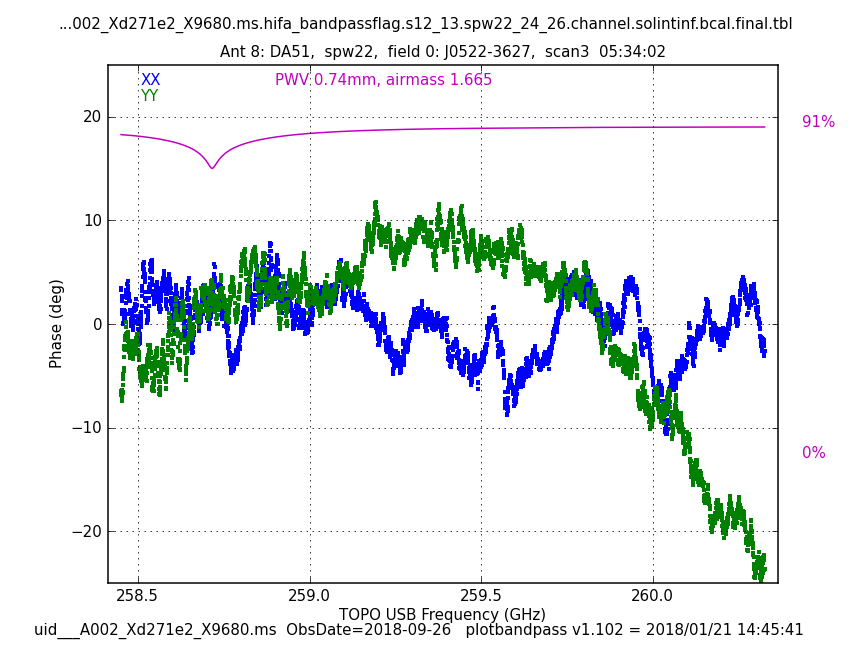 ...002_Xd271e2_X9680.ms.hifa_bandpassflag.s12_13.spw22_24_26.channel.solintinf.bcal.final.tbl
Ant 8: DA51,  spw22,  field 0: J0522-3627,  scan3  05:34:02
XX
PWV 0.74mm, airmass 1.665
YY
91%
20
10
0
−10
−20
0%
Phase (deg)
258.5
259.0
259.5
260.0
TOPO USB Frequency (GHz)
uid___A002_Xd271e2_X9680.ms  ObsDate=2018-09-26   plotbandpass v1.102 = 2018/01/21 14:45:41